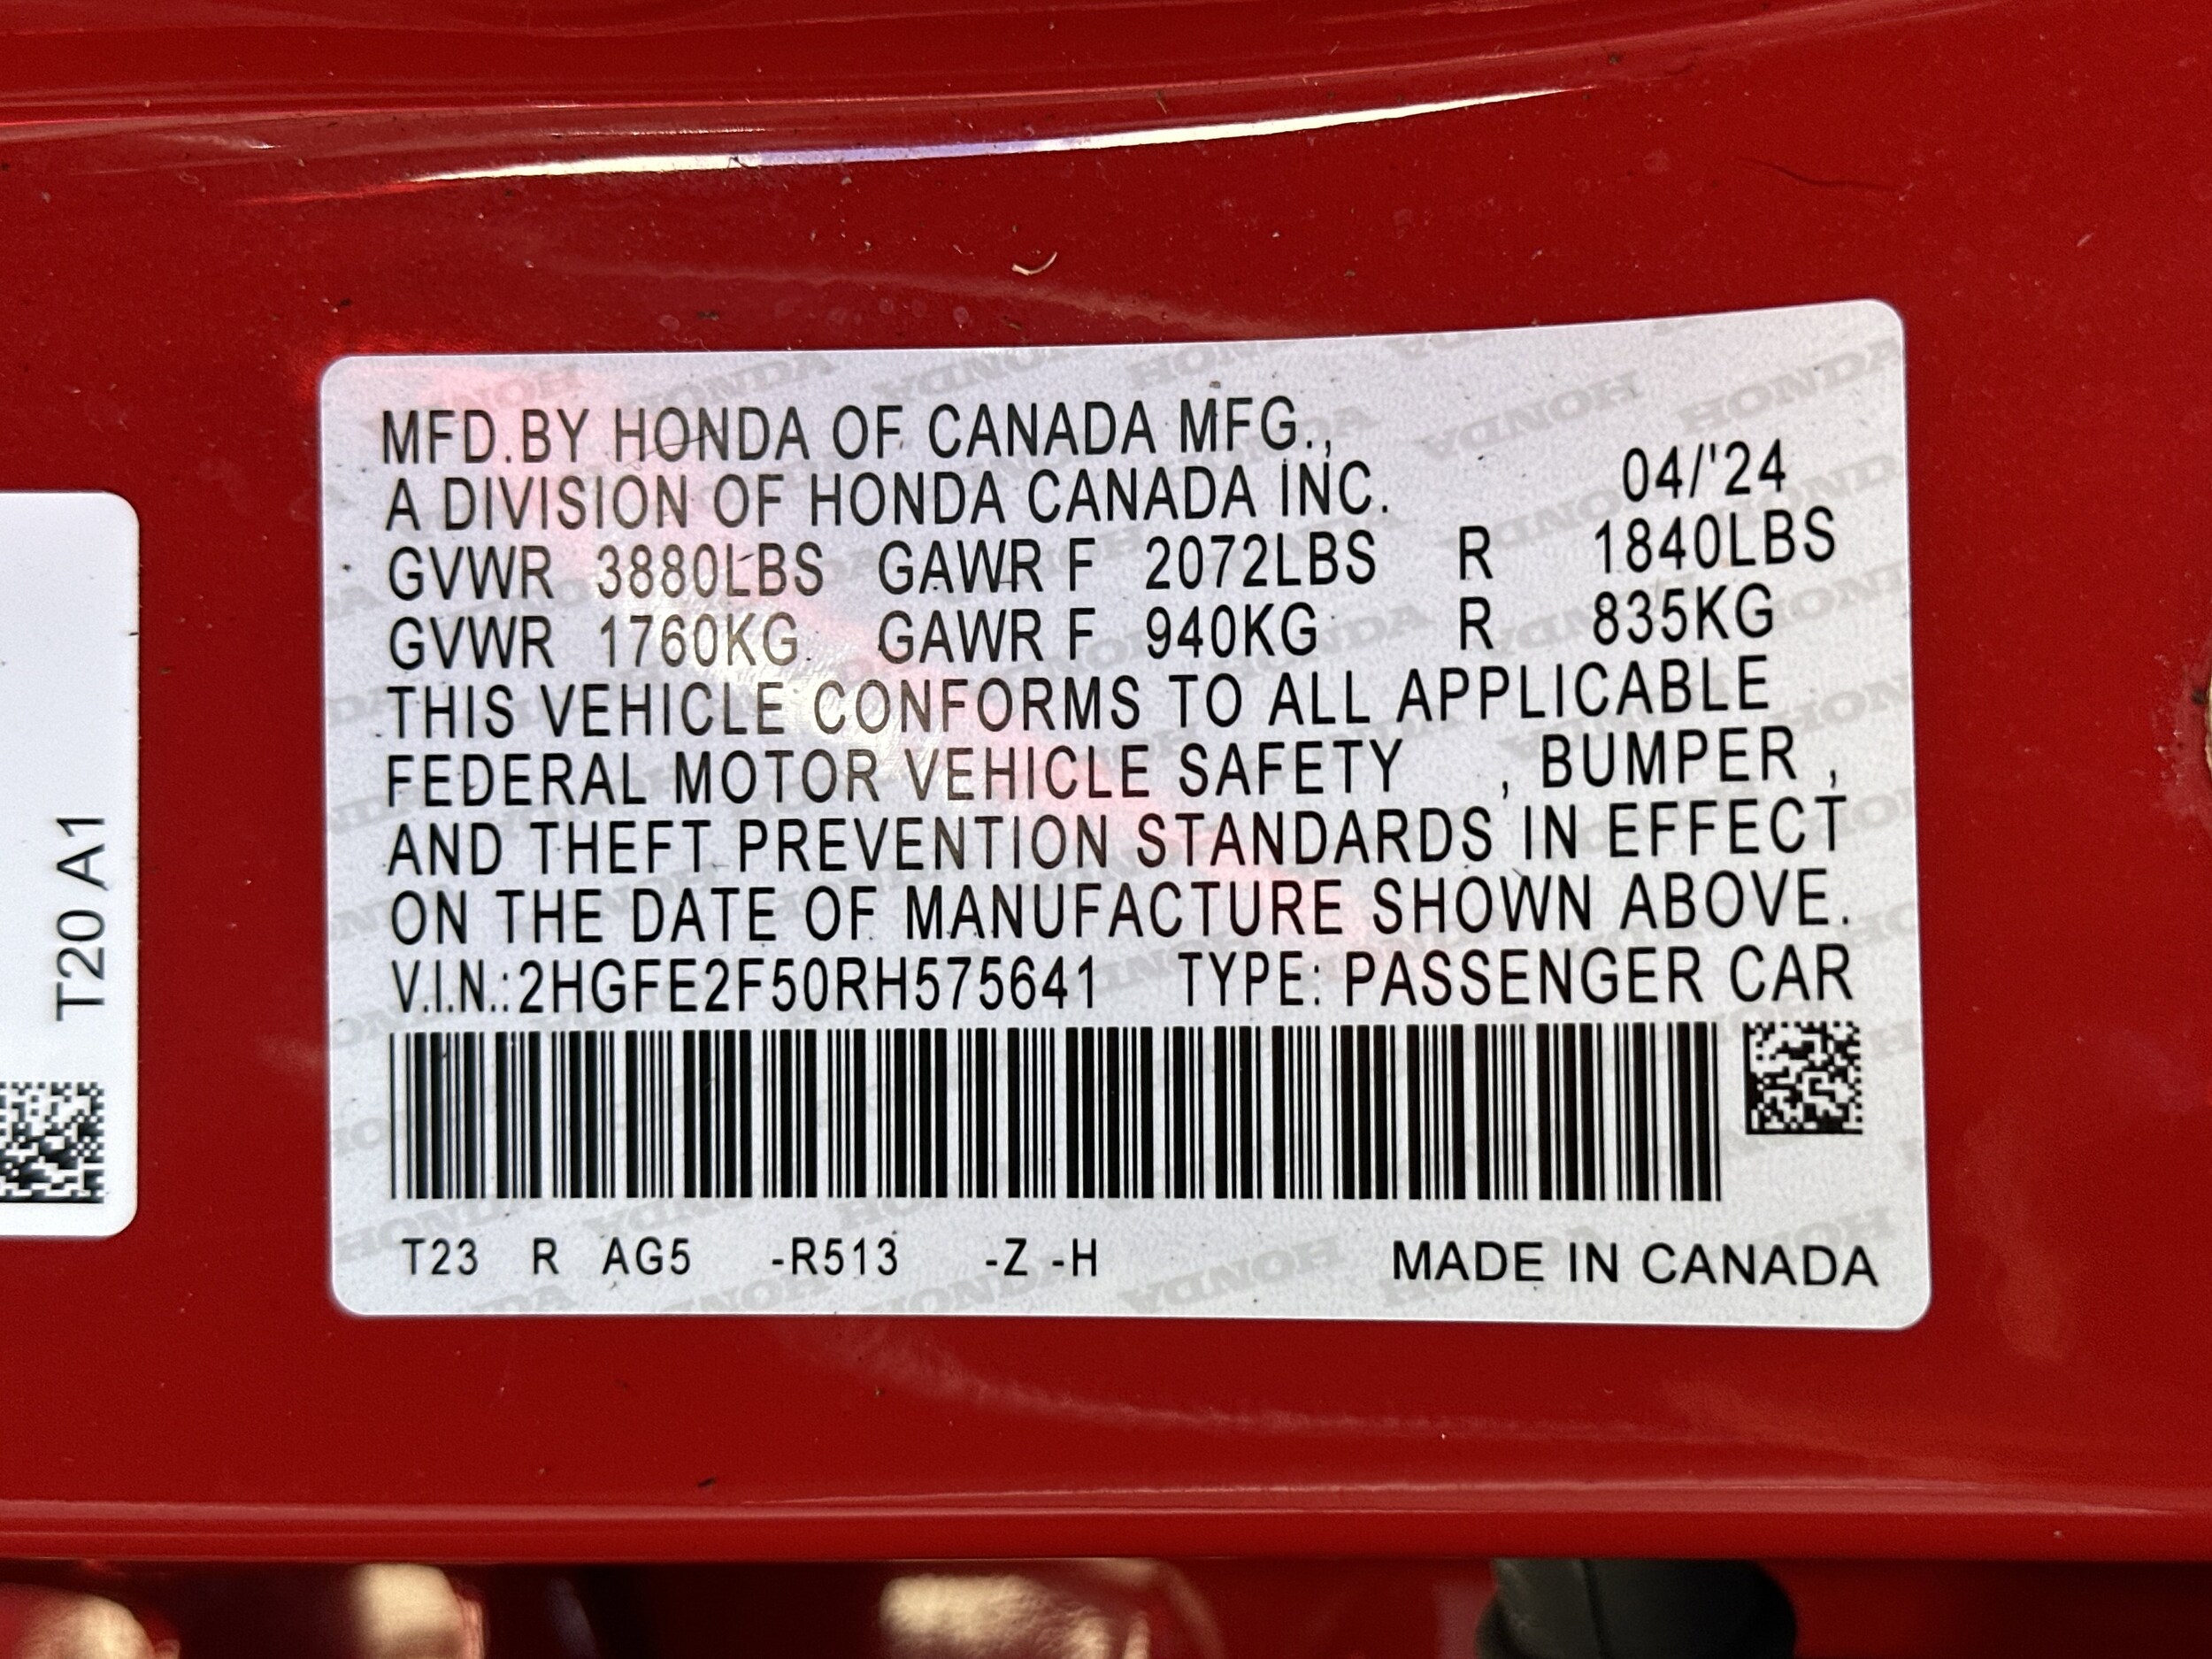 MFD.BY HONDA OF CANADA MFG.,
A DIVISION OF HONDA CANADA INC. 04/'24
GVWR 3880LBS GAWR F 2072LBS R 1840LBS
GVWR 1760KG GAWR F 940KG R 835KG
THIS VEHICLE CONFORMS TO ALL APPLICABLE
FEDERAL MOTOR VEHICLE SAFETY , BUMPER ,
AND THEFT PREVENTION STANDARDS IN EFFECT
ON THE DATE OF MANUFACTURE SHOWN ABOVE.
V.I.N.:2HGFE2F50RH575641 TYPE: PASSENGER CAR
T23 R AG5 -R513 -Z -H MADE IN CANADA
T20 A1